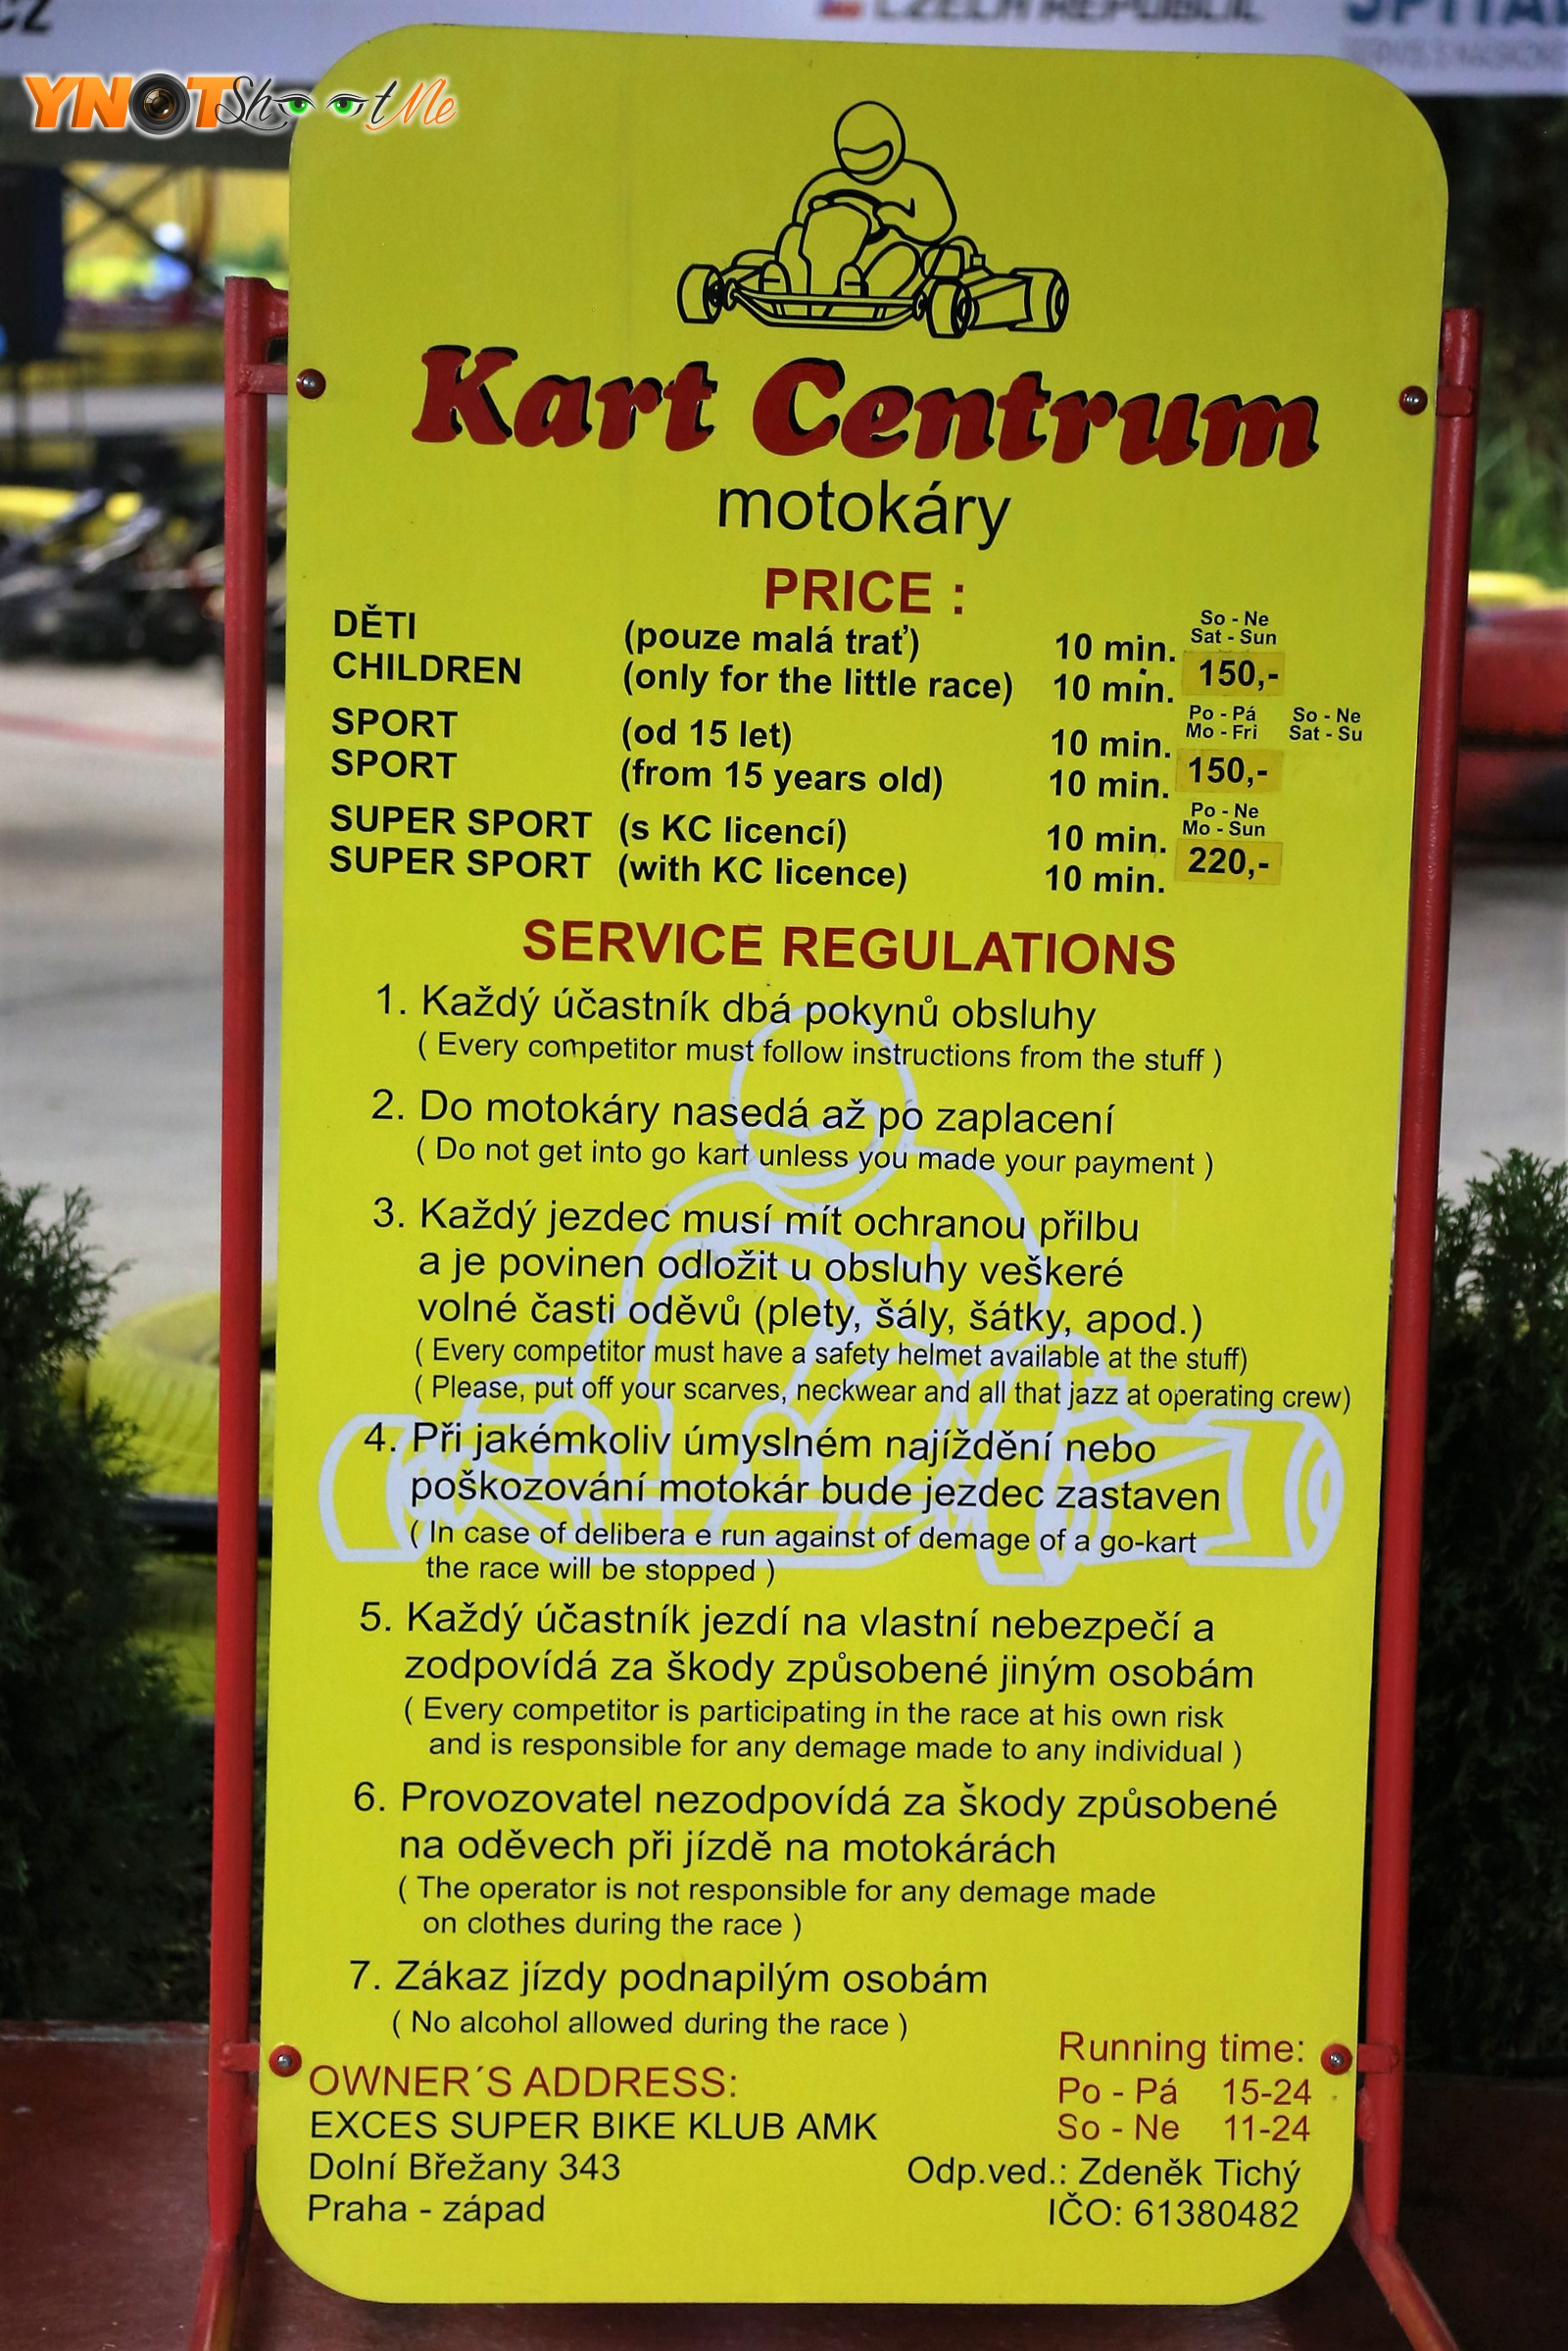 CZ
CZECH REPUBLIC
YNOTShootMe
Kart Centrum
motokáry
PRICE :
So - Ne
Sat - Sun
DĚTI (pouze malá trať) 10 min.
CHILDREN (only for the little race) 10 min. 150,-
Po - Pá So - Ne
Mo - Fri Sat - Su
SPORT (od 15 let) 10 min.
SPORT (from 15 years old) 10 min. 150,-
Po - Ne
Mo - Sun
SUPER SPORT (s KC licencí) 10 min.
SUPER SPORT (with KC licence) 10 min. 220,-
SERVICE REGULATIONS
1. Každý účastník dbá pokynů obsluhy
( Every competitor must follow instructions from the stuff )
2. Do motokáry nasedá až po zaplacení
( Do not get into go kart unless you made your payment )
3. Každý jezdec musí mít ochranou přilbu
a je povinen odložit u obsluhy veškeré
volné časti oděvů (plety, šály, šátky, apod.)
( Every competitor must have a safety helmet available at the stuff)
( Please, put off your scarves, neckwear and all that jazz at operating crew)
4. Při jakémkoliv úmyslném najíždění nebo
poškozování motokár bude jezdec zastaven
( In case of delibera e run against of demage of a go-kart
the race will be stopped )
5. Každý účastník jezdí na vlastní nebezpečí a
zodpovídá za škody způsobené jiným osobám
( Every competitor is participating in the race at his own risk
and is responsible for any demage made to any individual )
6. Provozovatel nezodpovídá za škody způsobené
na oděvech při jízdě na motokárách
( The operator is not responsible for any demage made
on clothes during the race )
7. Zákaz jízdy podnapilým osobám
( No alcohol allowed during the race )
Running time:
Po - Pá 15-24
So - Ne 11-24
OWNER´S ADDRESS:
EXCES SUPER BIKE KLUB AMK
Dolní Břežany 343
Praha - západ
Odp.ved.: Zdeněk Tichý
IČO: 61380482